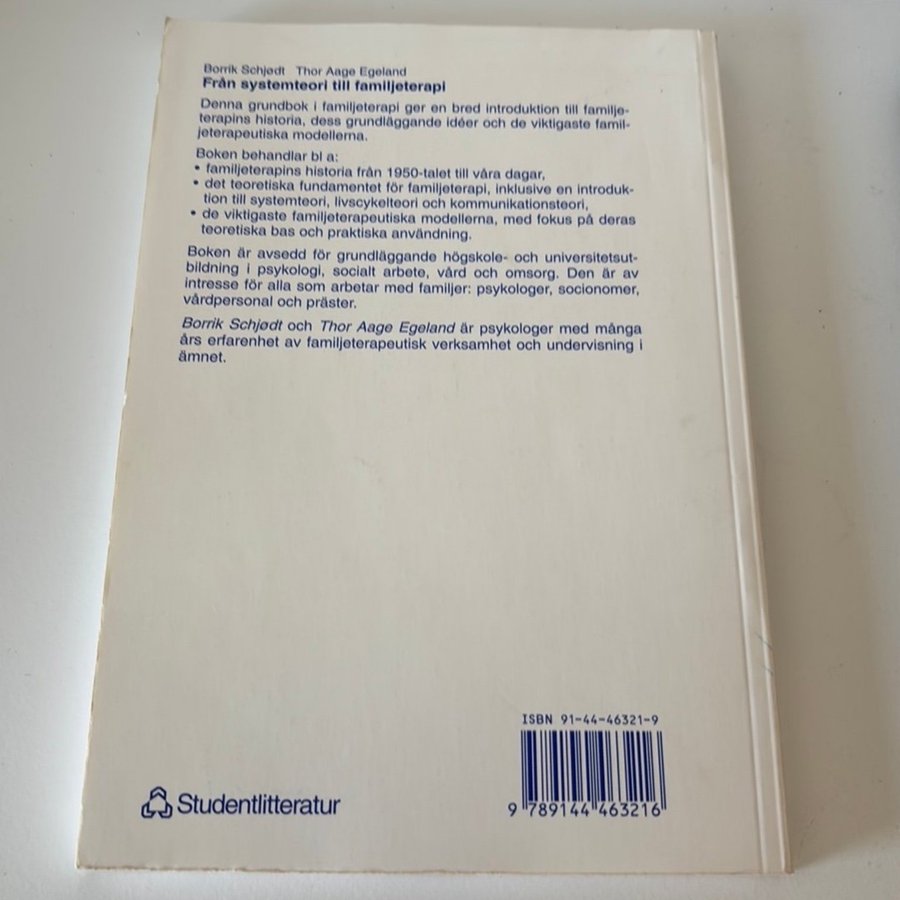 Borrik Schjødt Thor Aage Egeland
Från systemteori till familjeterapi
Denna grundbok i familjeterapi ger en bred introduktion till familje-
terapins historia, dess grundläggande idéer och de viktigaste famil-
jeterapeutiska modellerna.
Boken behandlar bl a:
• familjeterapins historia från 1950-talet till våra dagar,
• det teoretiska fundamentet för familjeterapi, inklusive en introduk-
tion till systemteori, livscykelteori och kommunikationsteori,
• de viktigaste familjeterapeutiska modellerna, med fokus på deras
teoretiska bas och praktiska användning.
Boken är avsedd för grundläggande högskole- och universitetsut-
bildning i psykologi, socialt arbete, vård och omsorg. Den är av
intresse för alla som arbetar med familjer: psykologer, socionomer,
vårdpersonal och präster.
Borrik Schjødt och Thor Aage Egeland är psykologer med många
års erfarenhet av familjeterapeutisk verksamhet och undervisning i
ämnet.
ISBN 91-44-46321-9
9 789144 463216
Studentlitteratur